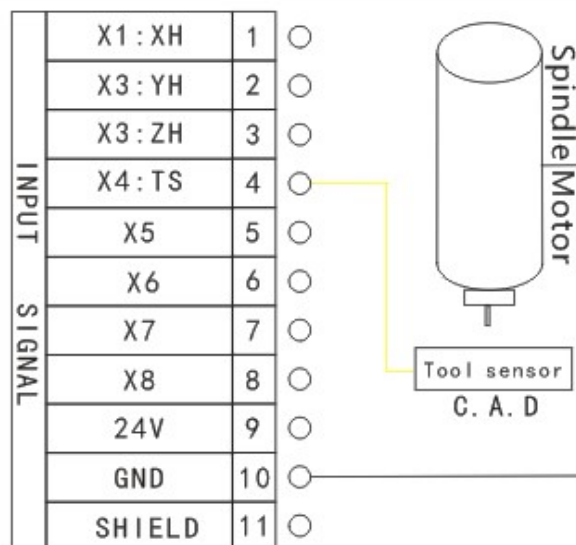 INPUT SIGNAL
X1:XH 1
X3:YH 2
X3:ZH 3
X4:TS 4
X5 5
X6 6
X7 7
X8 8
24V 9
GND 10
SHIELD 11
Spindle Motor
Tool sensor
C.A.D